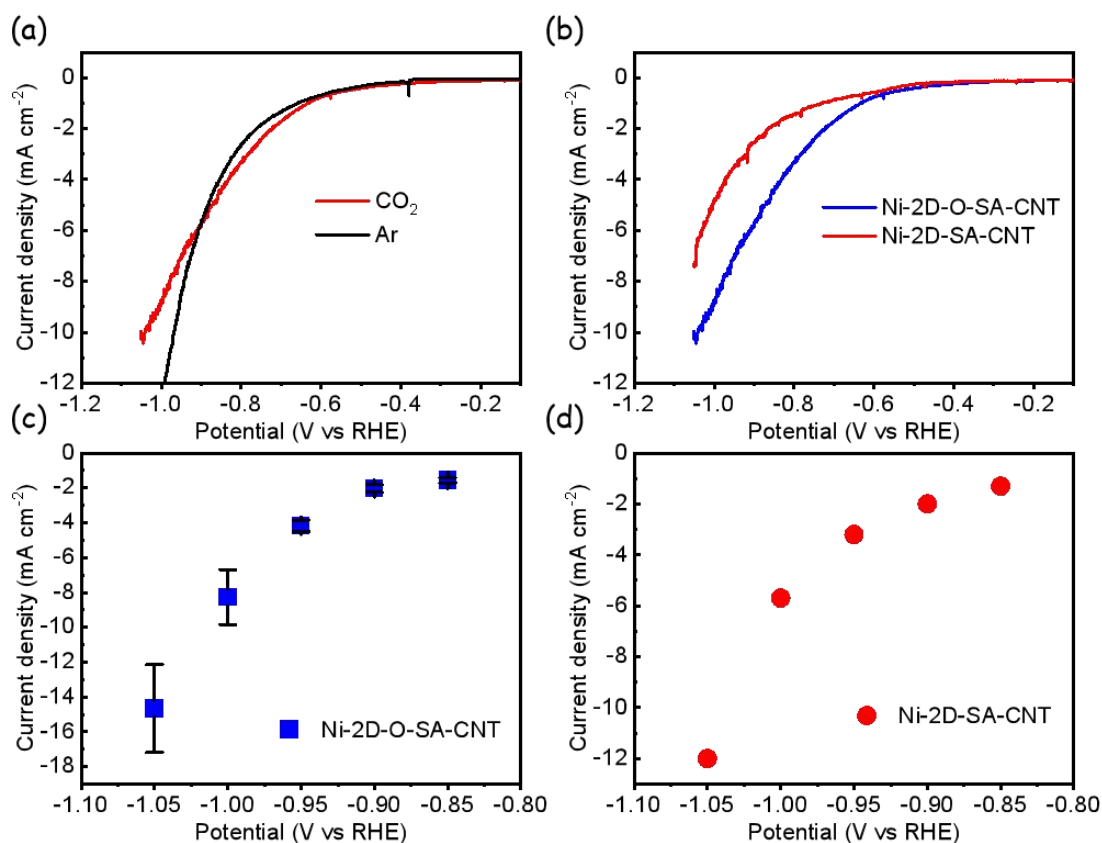 (a)
0
-2
-4
-6
-8
-10
-12
Current density (mA cm⁻²)
CO₂
Ar
-1.2 -1.0 -0.8 -0.6 -0.4 -0.2
Potential (V vs RHE)
(b)
0
-2
-4
-6
-8
-10
-12
Current density (mA cm⁻²)
Ni-2D-O-SA-CNT
Ni-2D-SA-CNT
-1.2 -1.0 -0.8 -0.6 -0.4 -0.2
Potential (V vs RHE)
(c)
0
-2
-4
-6
-8
-10
-12
-14
-16
-18
Current density (mA cm⁻²)
Ni-2D-O-SA-CNT
-1.10 -1.05 -1.00 -0.95 -0.90 -0.85 -0.80
Potential (V vs RHE)
(d)
0
-2
-4
-6
-8
-10
-12
Current density (mA cm⁻²)
Ni-2D-SA-CNT
-1.10 -1.05 -1.00 -0.95 -0.90 -0.85 -0.80
Potential (V vs RHE)